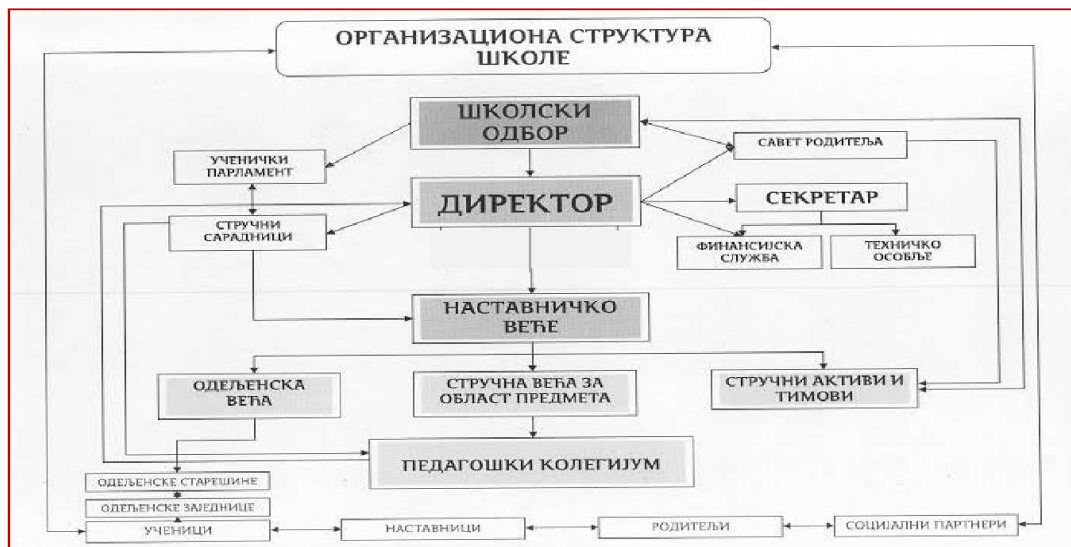 ОРГАНИЗАЦИОНА СТРУКТУРА
ШКОЛЕ
ШКОЛСКИ
ОДБОР
САВЕТ РОДИТЕЉА
УЧЕНИЧКИ
ПАРЛАМЕНТ
ДИРЕКТОР
СЕКРЕТАР
СТРУЧНИ
САРАДНИЦИ
ФИНАНСИЈСКА
СЛУЖБА
ТЕХНИЧКО
ОСОБЉЕ
НАСТАВНИЧКО
ВЕЋЕ
ОДЕЉЕНСКА
ВЕЋА
СТРУЧНА ВЕЋА ЗА
ОБЛАСТ ПРЕДМЕТА
СТРУЧНИ АКТИВИ И
ТИМОВИ
ПЕДАГОШКИ КОЛЕГИЈУМ
ОДЕЉЕНСКЕ СТАРЕШИНЕ
ОДЕЉЕНСКЕ ЗАЈЕДНИЦЕ
УЧЕНИЦИ
НАСТАВНИЦИ
РОДИТЕЉИ
СОЦИЈАЛНИ ПАРТНЕРИ